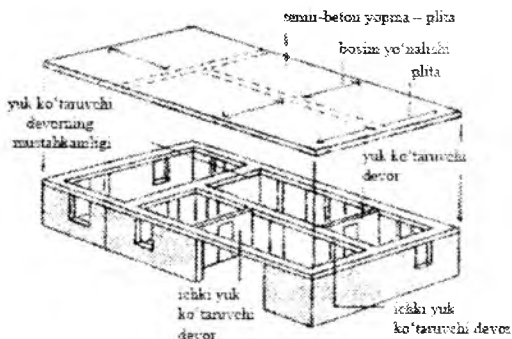 temir-beton yopma – plita
bosim yo‘nalishi
plita
yuk ko‘taruvchi
devorning
mustahkamligi
yuk ko‘taruvchi
devor
ichki yuk
ko‘taruvchi
devor
ichki yuk
ko‘taruvchi devor